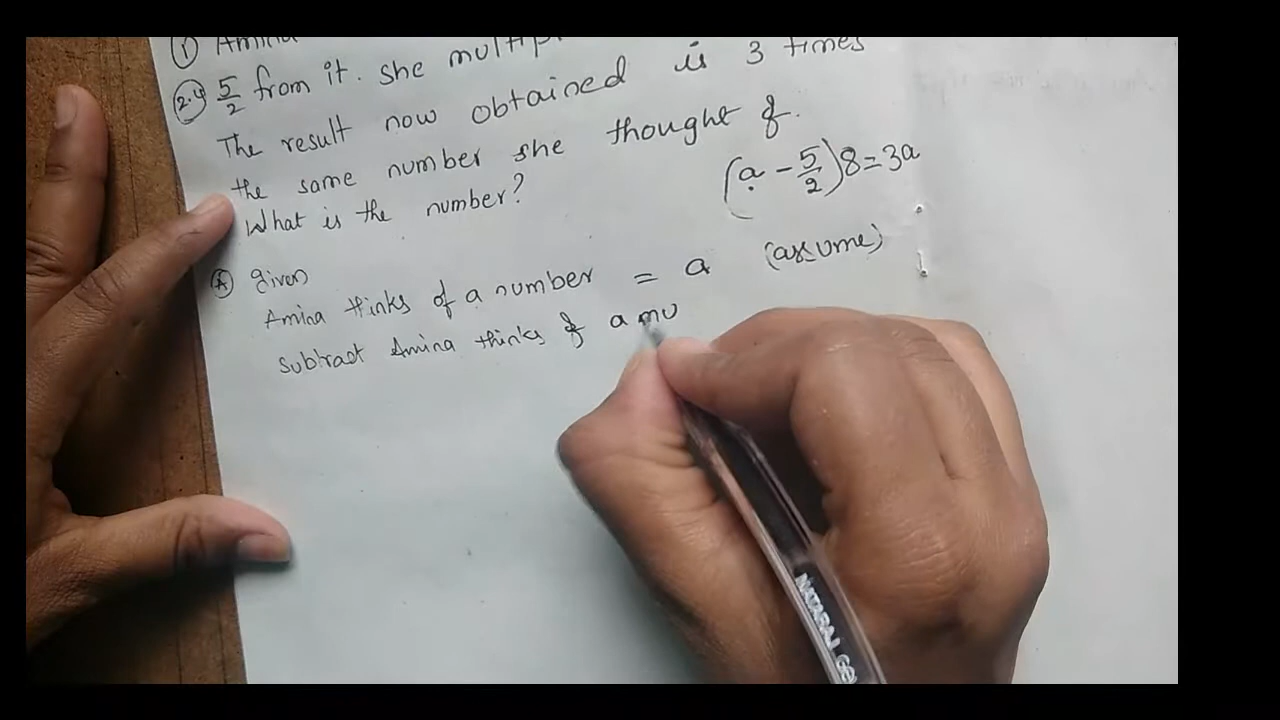 ① Amina
2.4 5/2 from it. She multip
The result now obtained is 3 times
the same number she thought of.
What is the number?
(a - 5/2)8=3a
Ⓐ Given
Amina thinks of a number = a (assume)
Subtract Amina thinks of a nu
NATARAJ GE